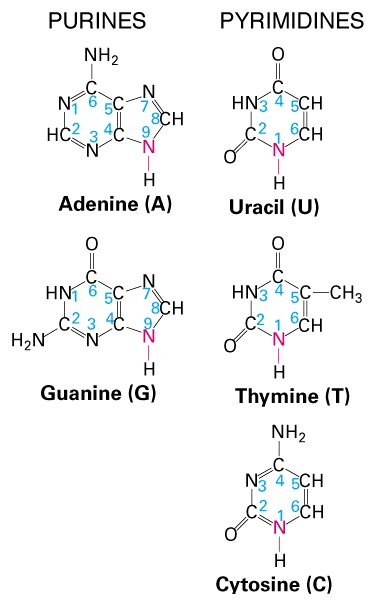 PURINES
PYRIMIDINES
NH₂
C
N 1 6 5 C N 7
HC 2 N 3 4 C 9 8 CH
N
H
Adenine (A)
O
C
HN 3 4 5 CH
C 2 1 6 CH
O N
H
Uracil (U)
O
C
HN 1 6 5 C N 7
C 2 3 4 C 9 8 CH
H₂N N N
H
Guanine (G)
O
C
HN 3 4 5 C CH₃
C 2 1 6 CH
O N
H
Thymine (T)
NH₂
C
N 3 4 5 CH
C 2 1 6 CH
O N
H
Cytosine (C)